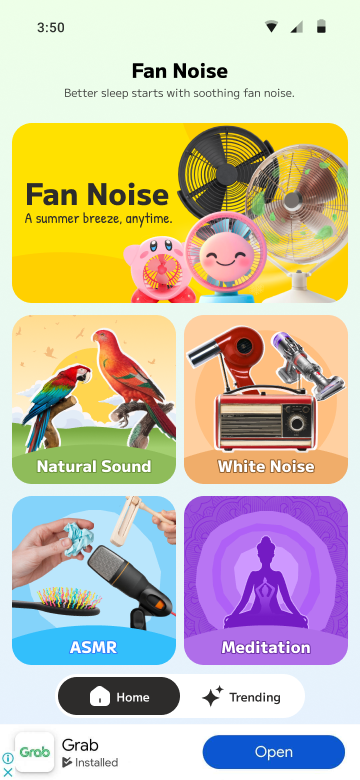 3:50
Fan Noise
Better sleep starts with soothing fan noise.
Fan Noise
A summer breeze, anytime.
Natural Sound
White Noise
ASMR
Meditation
Home
Trending
Grab
Grab
Installed
Open